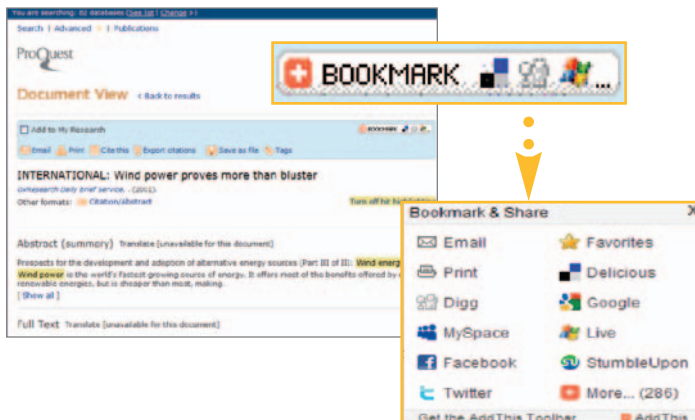 You are searching: 82 databases (See list | Change »)
Search | Advanced | Publications
ProQuest
Document View < Back to results
Add to My Research
BOOKMARK
Email Print Cite this Export citations Save as file Tags
INTERNATIONAL: Wind power proves more than bluster
Oxresearch Daily brief service, . (2001).
Other formats: Citation/Abstract
Turn off hit
Abstract (summary) Translate [unavailable for this document]
Prospects for the development and adoption of alternative energy sources (Part III of III): Wind energ
Wind power is the world's fastest growing source of energy. It offers most of the benefits offered by
renewable energies, but is cheaper than most, making.
[ Show all ]
Full Text Translate [unavailable for this document]
BOOKMARK ...
Bookmark & Share X
Email Favorites
Print Delicious
Digg Google
MySpace Live
Facebook StumbleUpon
Twitter More... (286)
Get the AddThis Toolbar AddThis